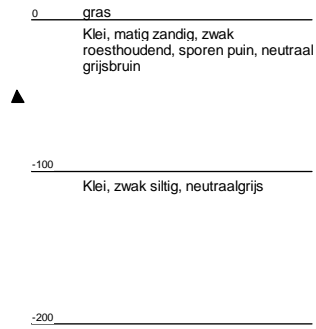 0 gras
Klei, matig zandig, zwak
roesthoudend, sporen puin, neutraal
grijsbruin
-100
Klei, zwak siltig, neutraalgrijs
-200